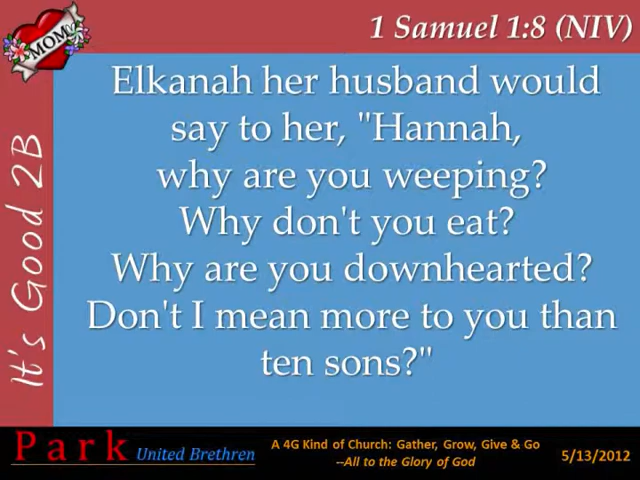 MOM
1 Samuel 1:8 (NIV)
It's Good 2B
Elkanah her husband would
say to her, "Hannah,
why are you weeping?
Why don't you eat?
Why are you downhearted?
Don't I mean more to you than
ten sons?"
Park United Brethren
A 4G Kind of Church: Gather, Grow, Give & Go
--All to the Glory of God
5/13/2012